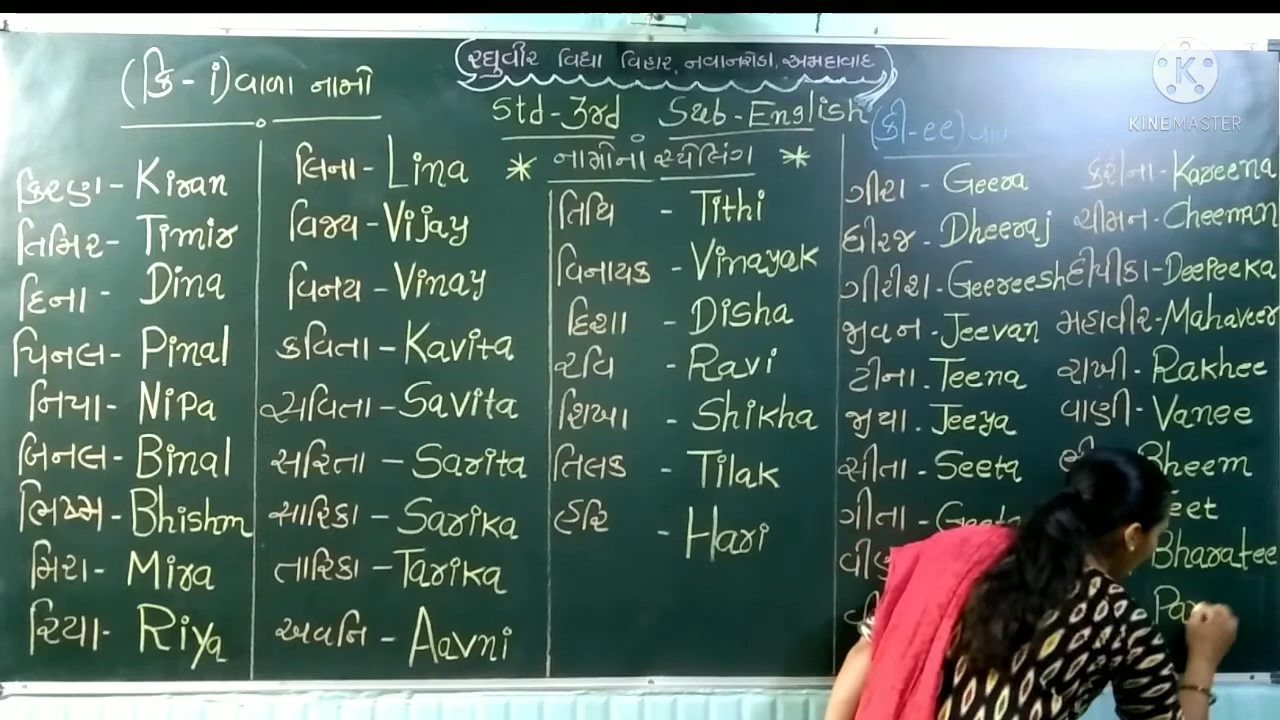 રઘુવીર વિદ્યા વિહાર, નવાનરોડા, અમદાવાદ
Std-3rd Sub-English
* નામોના સ્પેલિંગ *
(કિ - i) વાળા નામો
કિરણ - Kiran
તિમિર - Timir
દિના - Dina
પિનલ - Pinal
નિપા - Nipa
બિનલ - Binal
ભિષ્મ - Bhishm
મિરા - Mira
રિયા - Riya
લિના - Lina
વિજય - Vijay
વિનય - Vinay
કવિતા - Kavita
સવિતા - Savita
સરિતા - Sarita
સારિકા - Sarika
તારિકા - Tarika
અવનિ - Aavni
તિથિ - Tithi
વિનાયક - Vinayak
દિશા - Disha
રવિ - Ravi
શિખા - Shikha
તિલક - Tilak
હરિ - Hari
(કી-ee)
ગીરા - Geera
ધીરજ - Dheeraj
ગીરીશ - Geereesh
જીવન - Jeevan
ટીના - Teena
જીયા - Jeeya
સીતા - Seeta
ગીતા - Geeta
કરીના - Kareena
ચીમન - Cheeman
દીપીકા - Deepeeka
મહાવીર - Mahaveer
રાખી - Rakhee
વાણી - Vanee
Bheem
eet
Bharatee
Pa
KINEMASTER